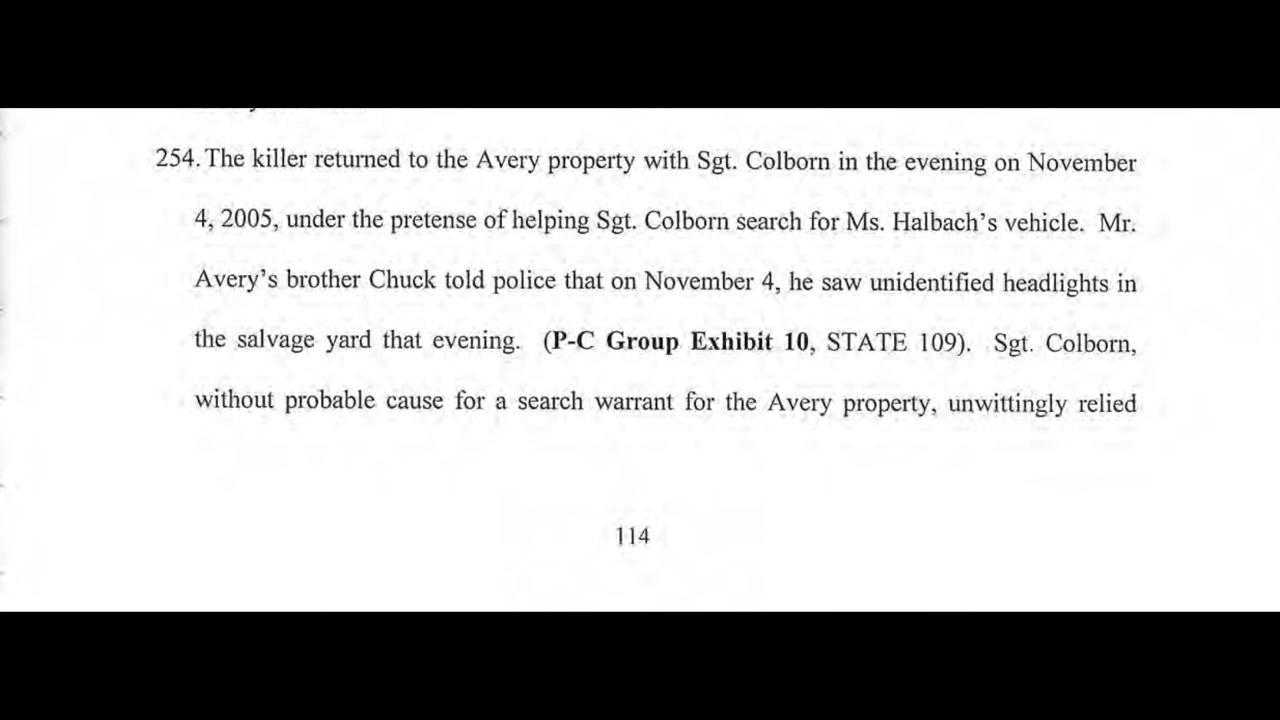 254. The killer returned to the Avery property with Sgt. Colborn in the evening on November
4, 2005, under the pretense of helping Sgt. Colborn search for Ms. Halbach's vehicle. Mr.
Avery's brother Chuck told police that on November 4, he saw unidentified headlights in
the salvage yard that evening. (P-C Group Exhibit 10, STATE 109). Sgt. Colborn,
without probable cause for a search warrant for the Avery property, unwittingly relied
114